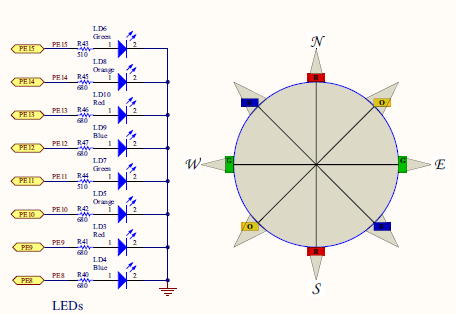 LD6
Green
PE15 PE15 R43 1 2
510
LD8
Orange
PE14 PE14 R45 1 2
680
LD10
Red
PE13 PE13 R46 1 2
680
LD9
Blue
PE12 PE12 R47 1 2
680
LD7
Green
PE11 PE11 R44 1 2
510
LD5
Orange
PE10 PE10 R42 1 2
680
LD3
Red
PE9 PE9 R41 1 2
680
LD4
Blue
PE8 PE8 R40 1 2
680
LEDs
N
R
B O
W G G E
O B
R
S